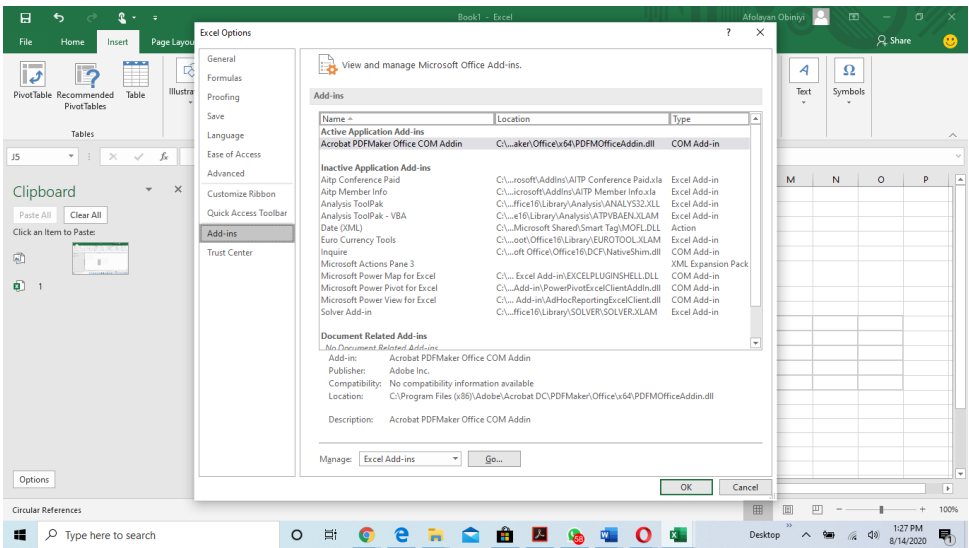 Book1 - Excel
Afolayan Obiniyi
File Home Insert Page Layou
Share
PivotTable Recommended PivotTables Table Illustra
Tables
Text Symbols
J5
fx
Clipboard
Paste All Clear All
Click an Item to Paste:
1
Options
Excel Options
? ×
General
Formulas
Proofing
Save
Language
Ease of Access
Advanced
Customize Ribbon
Quick Access Toolbar
Add-ins
Trust Center
View and manage Microsoft Office Add-ins.
Add-ins
Name Location Type
Active Application Add-ins
Acrobat PDFMaker Office COM Addin C:\...aker\Office\x64\PDFMOfficeAddin.dll COM Add-in
Inactive Application Add-ins
Aitp Conference Paid C:\...rosoft\AddIns\AITP Conference Paid.xla Excel Add-in
Aitp Member Info C:\...icrosoft\AddIns\AITP Member Info.xla Excel Add-in
Analysis ToolPak C:\...ffice16\Library\Analysis\ANALYS32.XLL Excel Add-in
Analysis ToolPak - VBA C:\...e16\Library\Analysis\ATPVBAEN.XLAM Excel Add-in
Date (XML) C:\...Microsoft Shared\Smart Tag\MOFL.DLL Action
Euro Currency Tools C:\...oot\Office16\Library\EUROTOOL.XLAM Excel Add-in
Inquire C:\...oft Office\Office16\DCF\NativeShim.dll COM Add-in
Microsoft Actions Pane 3 XML Expansion Pack
Microsoft Power Map for Excel C:\... Excel Add-in\EXCELPLUGINSHELL.DLL COM Add-in
Microsoft Power Pivot for Excel C:\...Add-in\PowerPivotExcelClientAddIn.dll COM Add-in
Microsoft Power View for Excel C:\... Add-in\AdHocReportingExcelClient.dll COM Add-in
Solver Add-in C:\...ffice16\Library\SOLVER\SOLVER.XLAM Excel Add-in
Document Related Add-ins
No Document Related Add-ins
Add-in: Acrobat PDFMaker Office COM Addin
Publisher: Adobe Inc.
Compatibility: No compatibility information available
Location: C:\Program Files (x86)\Adobe\Acrobat DC\PDFMaker\Office\x64\PDFMOfficeAddin.dll
Description: Acrobat PDFMaker Office COM Addin
Manage: Excel Add-ins Go...
OK Cancel
M N O P
Circular References
100%
Type here to search
58
Desktop
1:27 PM
8/14/2020
1